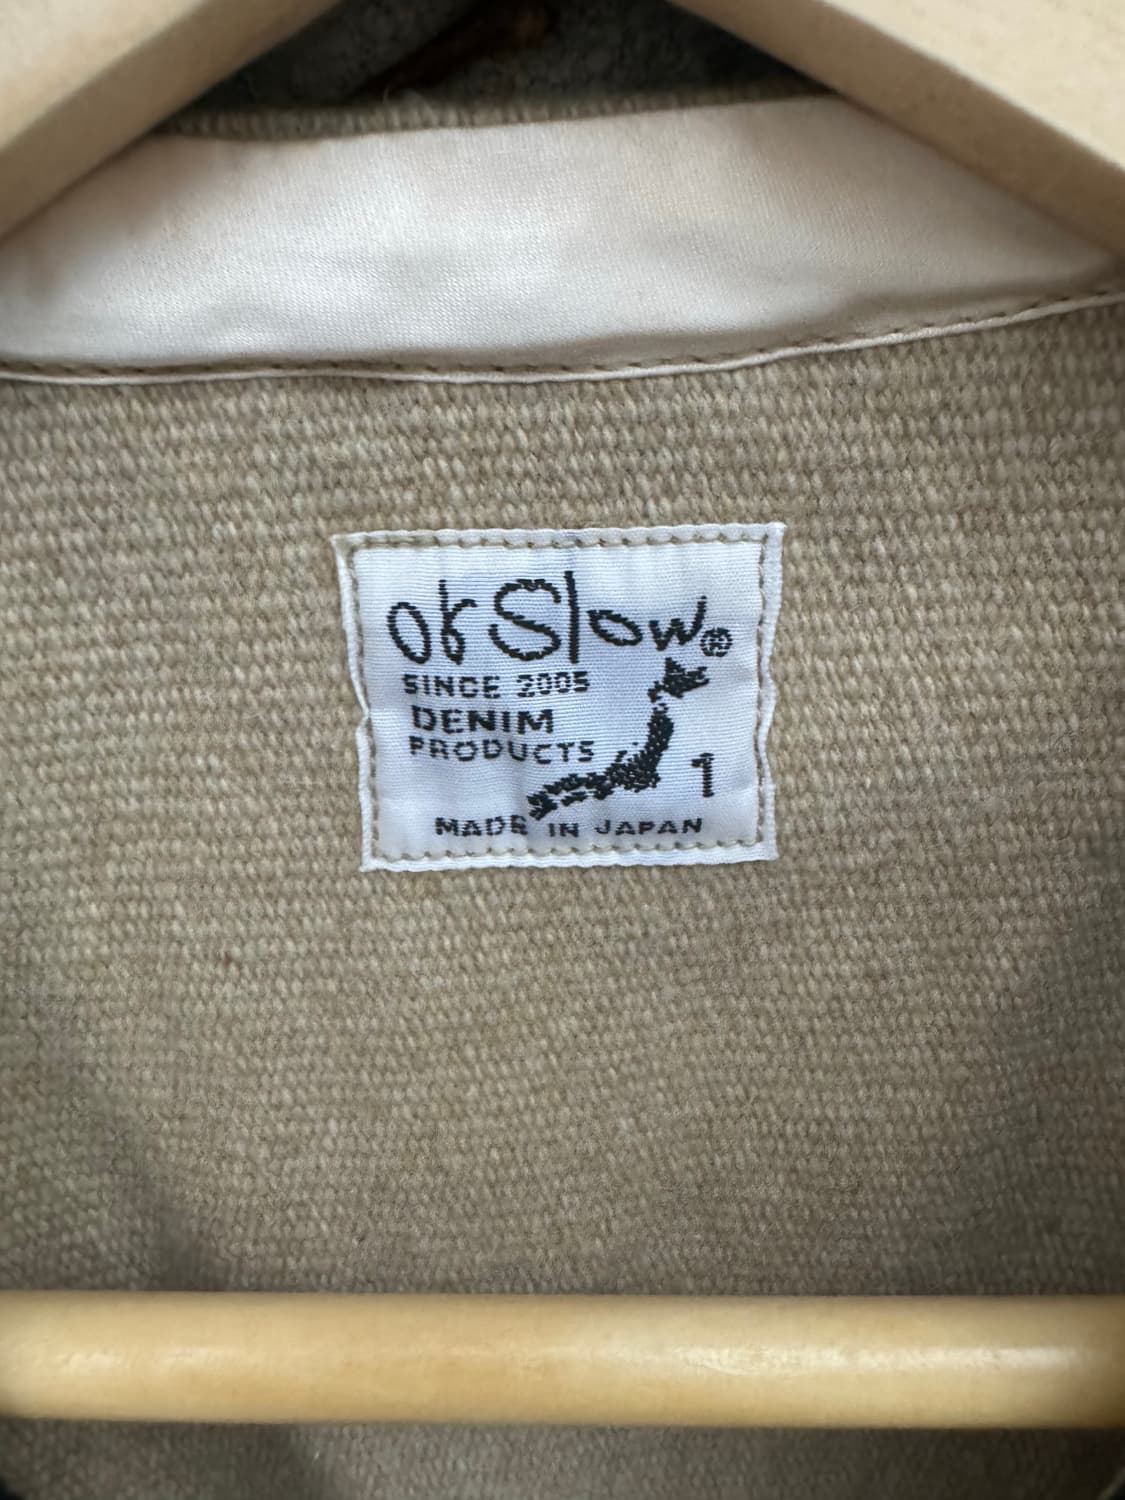 orSlow®
SINCE 2005
DENIM
PRODUCTS
1
MADE IN JAPAN